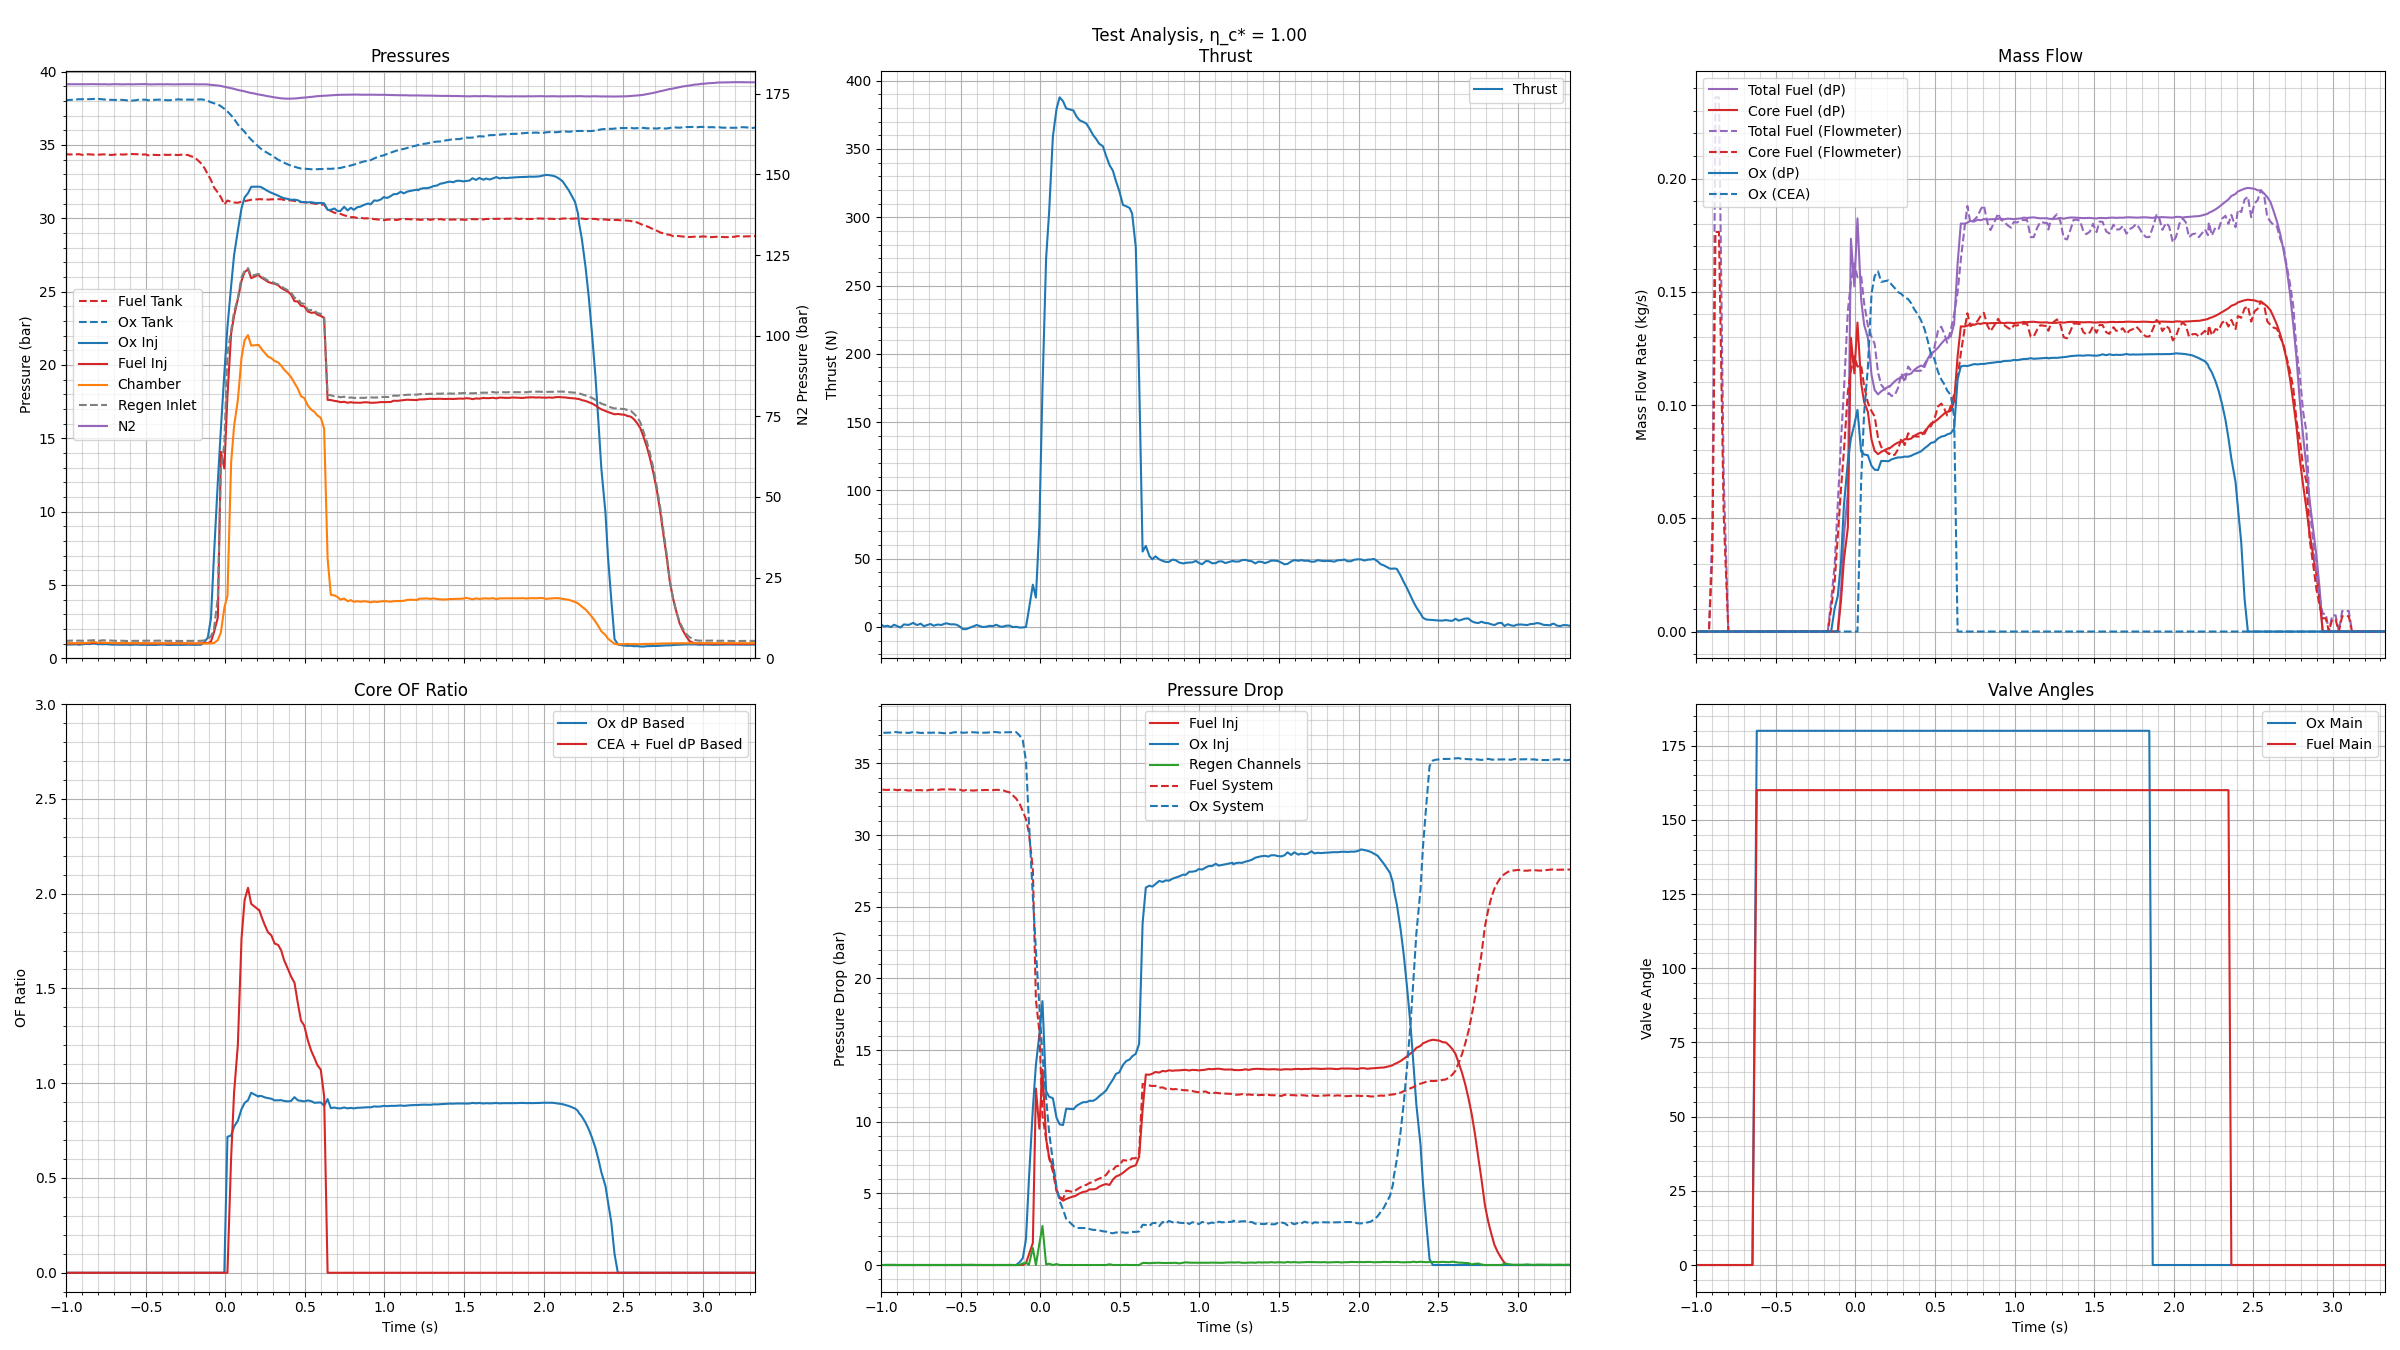 Test Analysis, η_c* = 1.00
Pressures
40
35
30
25
20
15
10
5
0
Pressure (bar)
175
150
125
100
75
50
25
0
N2 Pressure (bar)
Fuel Tank
Ox Tank
Ox Inj
Fuel Inj
Chamber
Regen Inlet
N2
Thrust
400
350
300
250
200
150
100
50
0
Thrust (N)
Thrust
Mass Flow
0.20
0.15
0.10
0.05
0.00
Mass Flow Rate (kg/s)
Total Fuel (dP)
Core Fuel (dP)
Total Fuel (Flowmeter)
Core Fuel (Flowmeter)
Ox (dP)
Ox (CEA)
Core OF Ratio
3.0
2.5
2.0
1.5
1.0
0.5
0.0
OF Ratio
Ox dP Based
CEA + Fuel dP Based
−1.0 −0.5 0.0 0.5 1.0 1.5 2.0 2.5 3.0
Time (s)
Pressure Drop
35
30
25
20
15
10
5
0
Pressure Drop (bar)
Fuel Inj
Ox Inj
Regen Channels
Fuel System
Ox System
−1.0 −0.5 0.0 0.5 1.0 1.5 2.0 2.5 3.0
Time (s)
Valve Angles
175
150
125
100
75
50
25
0
Valve Angle
Ox Main
Fuel Main
−1.0 −0.5 0.0 0.5 1.0 1.5 2.0 2.5 3.0
Time (s)